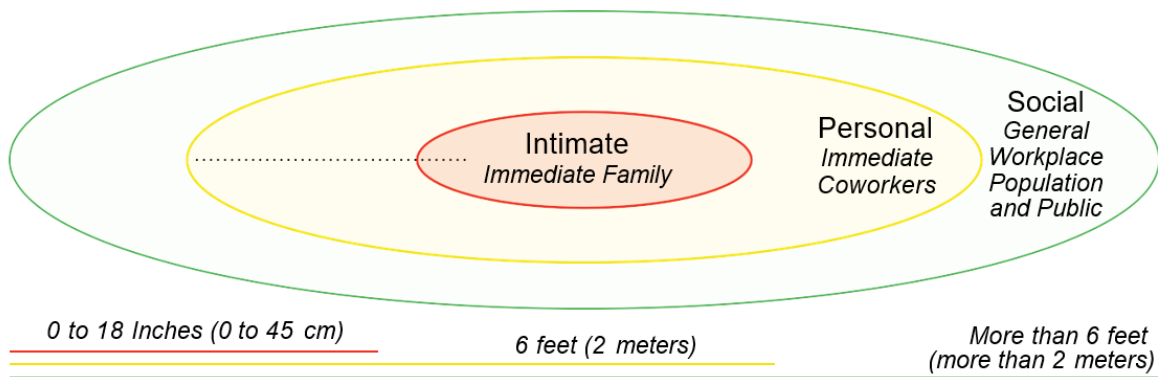 Intimate
Immediate Family
Personal
Immediate
Coworkers
Social
General
Workplace
Population
and Public
0 to 18 Inches (0 to 45 cm)
6 feet (2 meters)
More than 6 feet
(more than 2 meters)